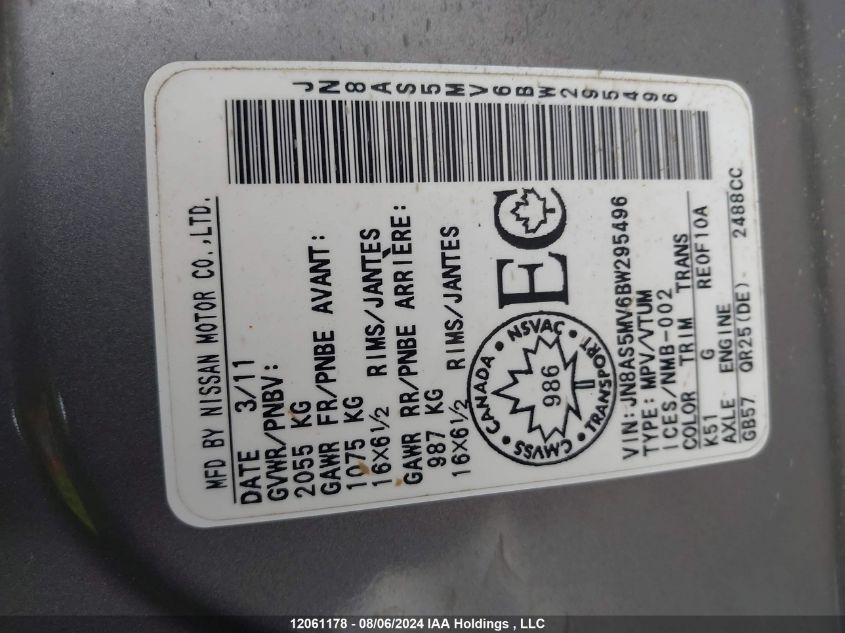 MFD BY NISSAN MOTOR CO.,LTD.
DATE 3/11
GVWR/PNBV:
2055 KG
GAWR FR/PNBE AVANT:
1075 KG
16X6½ RIMS/JANTES
GAWR RR/PNBE ARRIÈRE:
987 KG
16X6½ RIMS/JANTES
JN8AS5MV6BW295496
EC
CANADA • NSVAC • TRANSPORT • CMVSS •
986
VIN:JN8AS5MV6BW295496
TYPE:MPV/VTUM
ICES/NMB-002
COLOR TRIM TRANS
K51 G RE0F10A
AXLE ENGINE
GB57 QR25(DE). 2488CC
12061178 - 08/06/2024 IAA Holdings , LLC